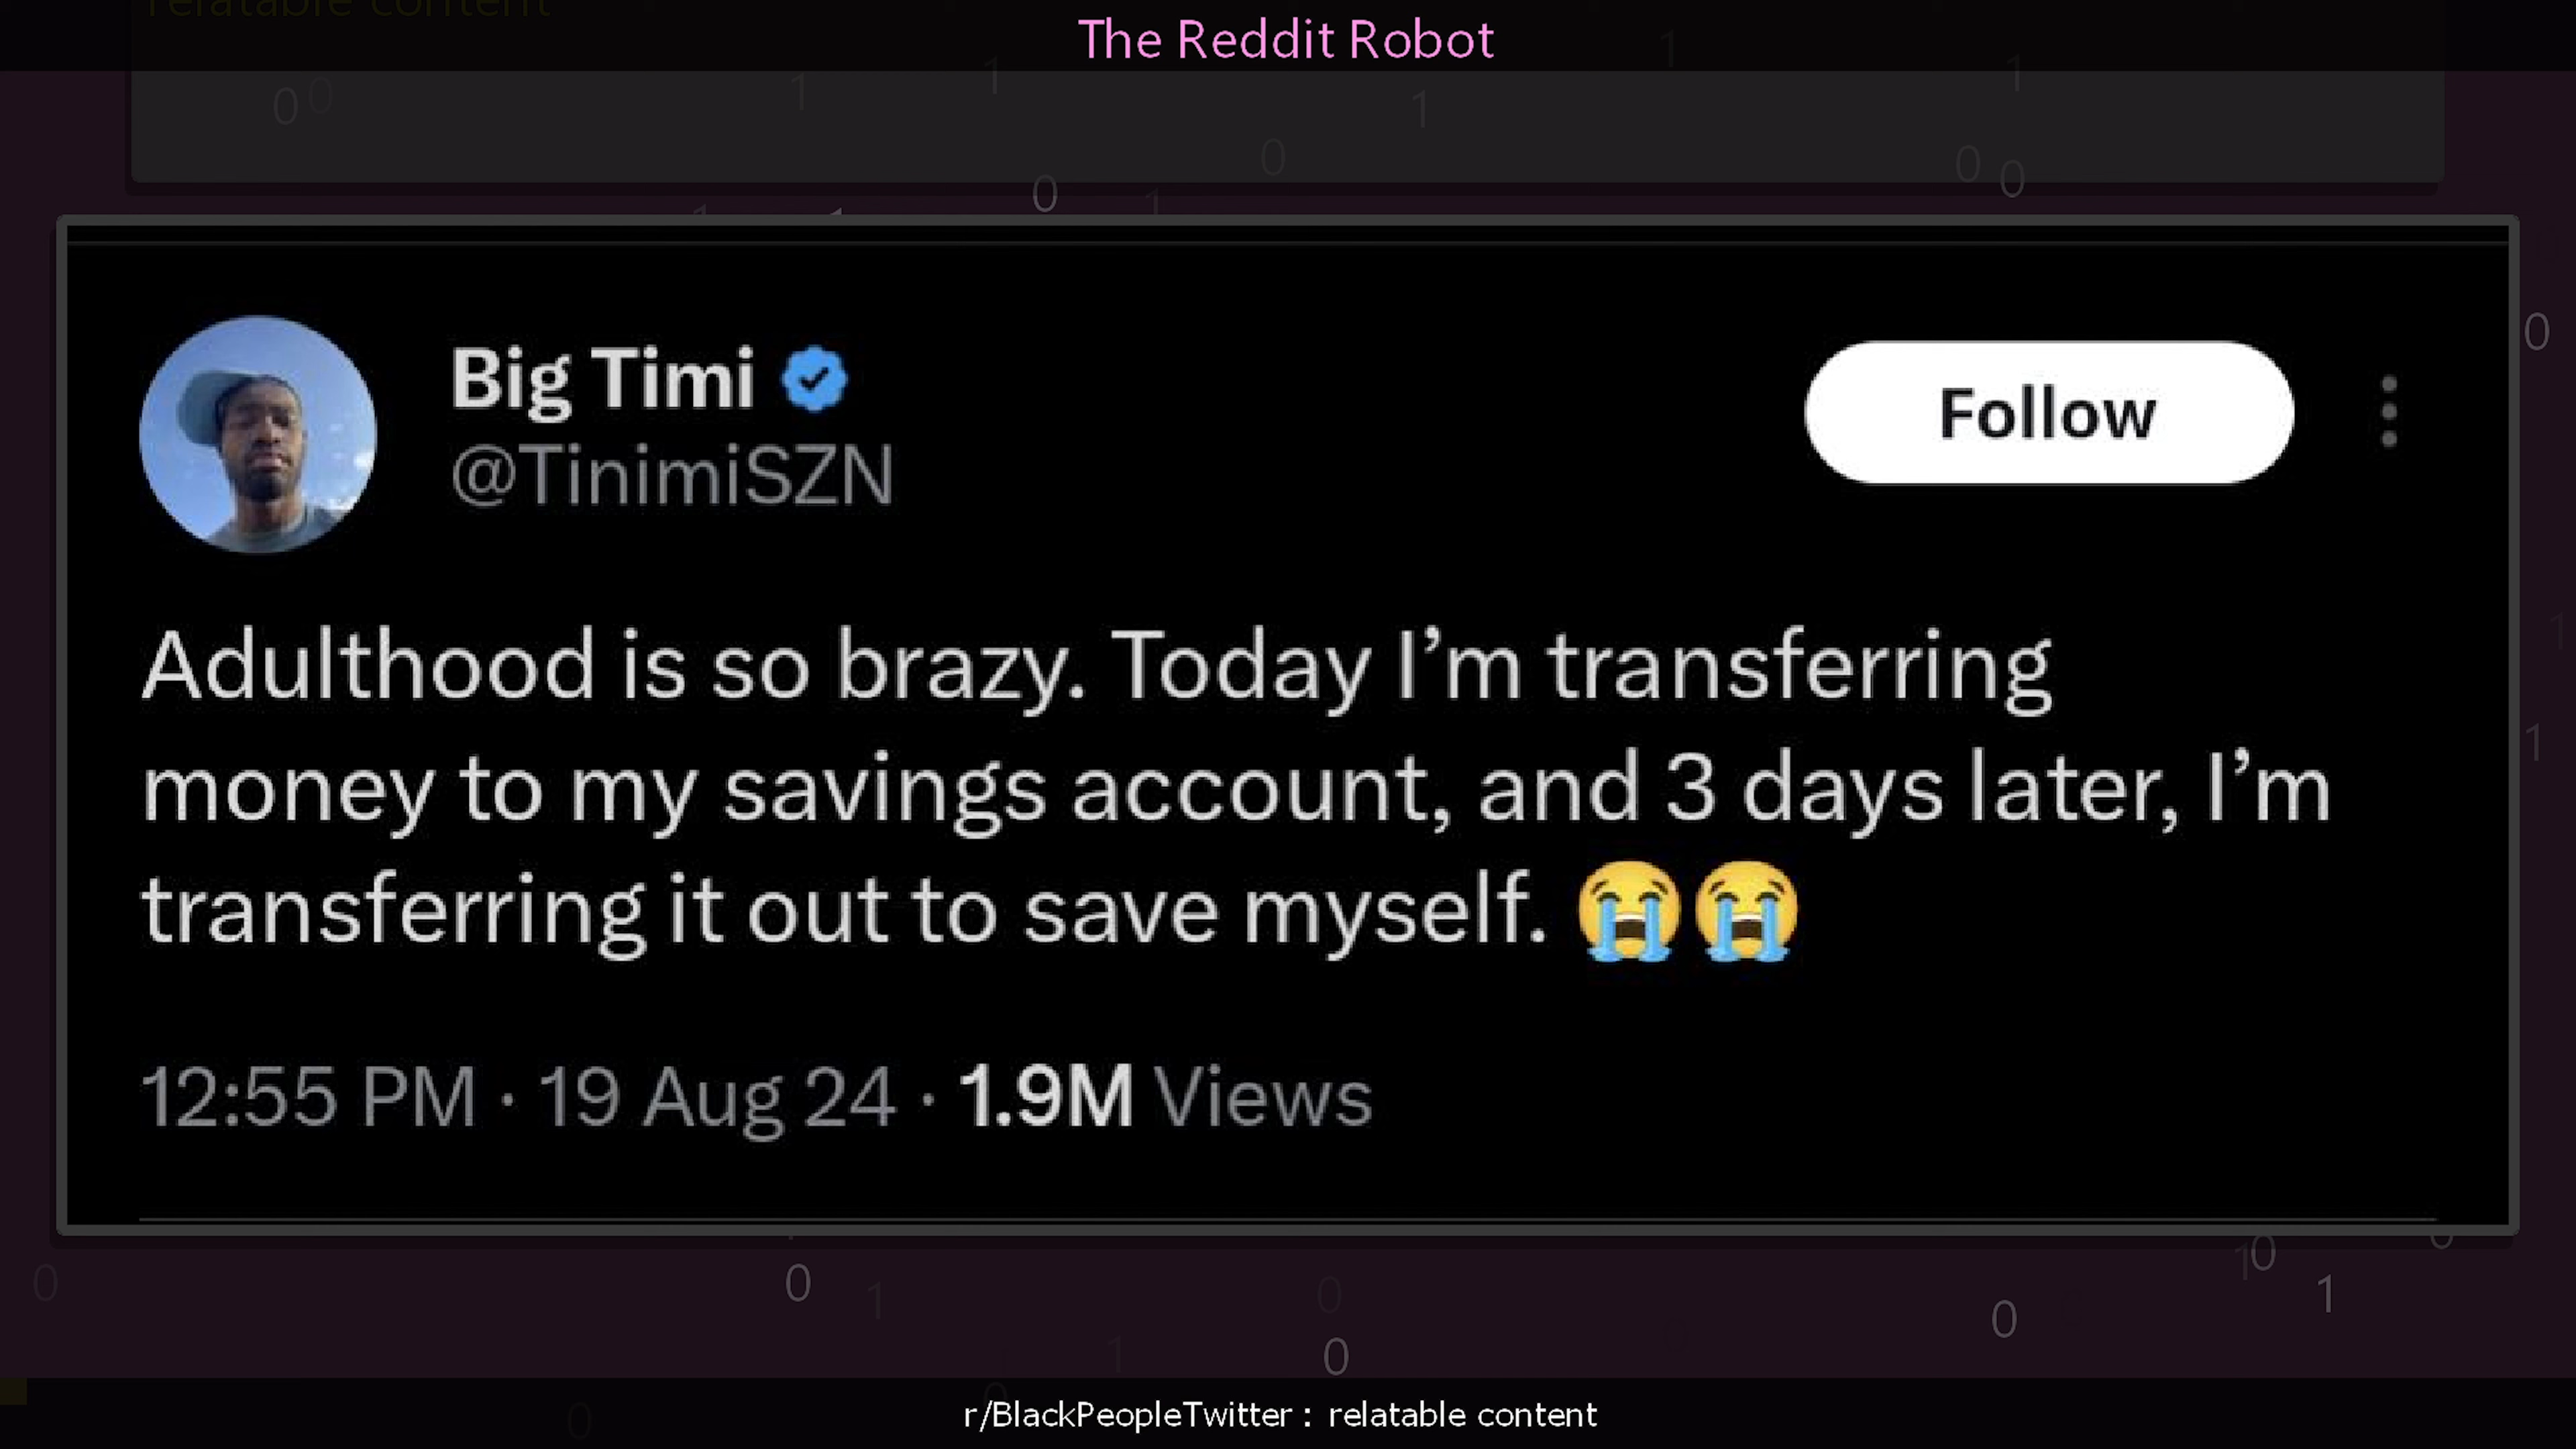 relatable content
The Reddit Robot
Big Timi
@TinimiSZN
Follow
Adulthood is so brazy. Today I’m transferring
money to my savings account, and 3 days later, I’m
transferring it out to save myself. 😭😭
12:55 PM · 19 Aug 24 · 1.9M Views
r/BlackPeopleTwitter : relatable content